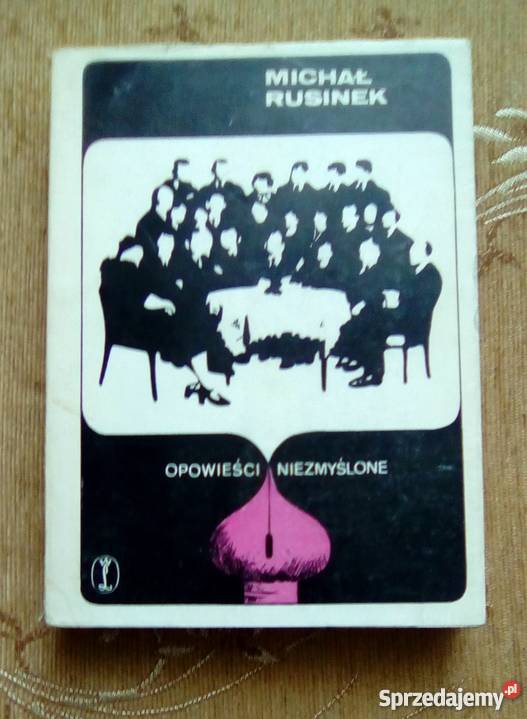 MICHAŁ
RUSINEK
OPOWIEŚCI NIEZMYŚLONE
Sprzedajemy.pl